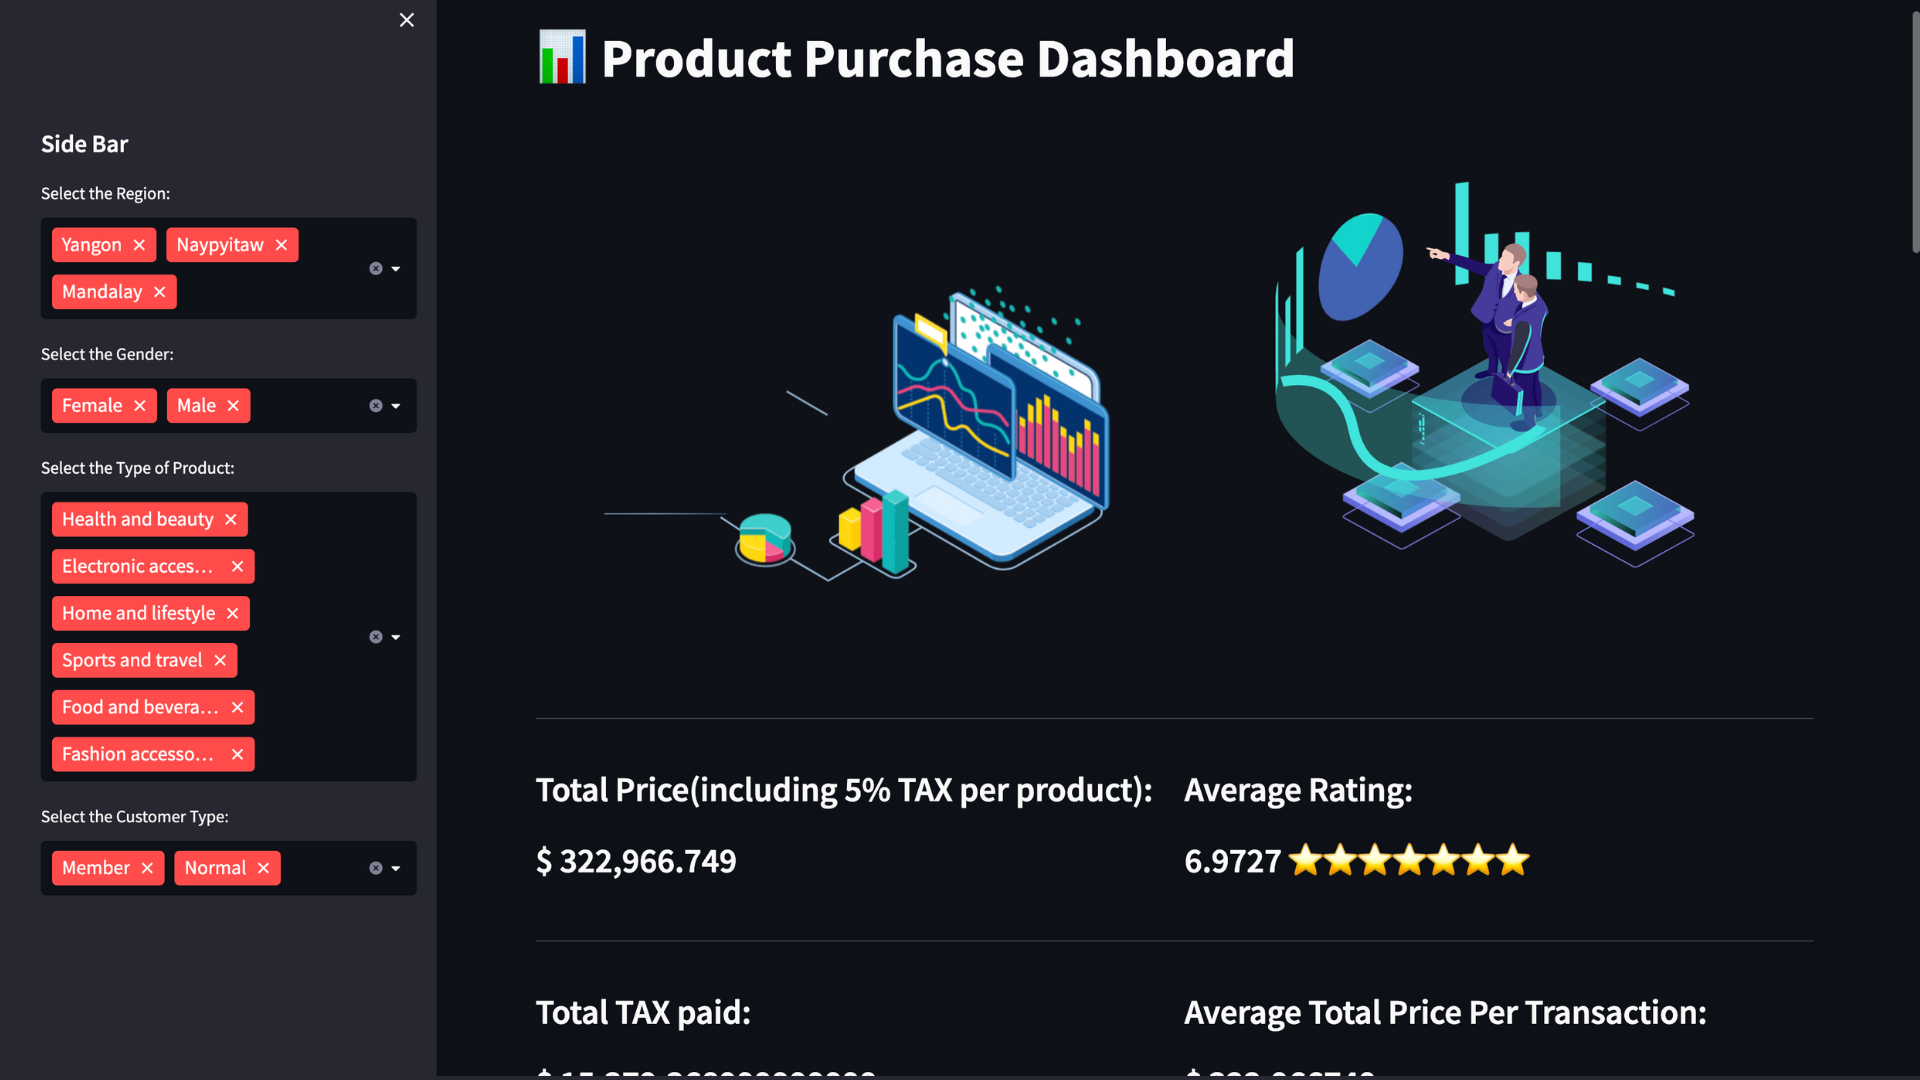 Product Purchase Dashboard
Side Bar
Select the Region:
Yangon
Naypyitaw
Mandalay
Select the Gender:
Female
Male
Select the Type of Product:
Health and beauty
Electronic acces...
Home and lifestyle
Sports and travel
Food and bevera...
Fashion accesso...
Select the Customer Type:
Member
Normal
Total Price(including 5% TAX per product):
$ 322,966.749
Average Rating:
6.9727 ⭐⭐⭐⭐⭐⭐⭐
Total TAX paid:
Average Total Price Per Transaction: